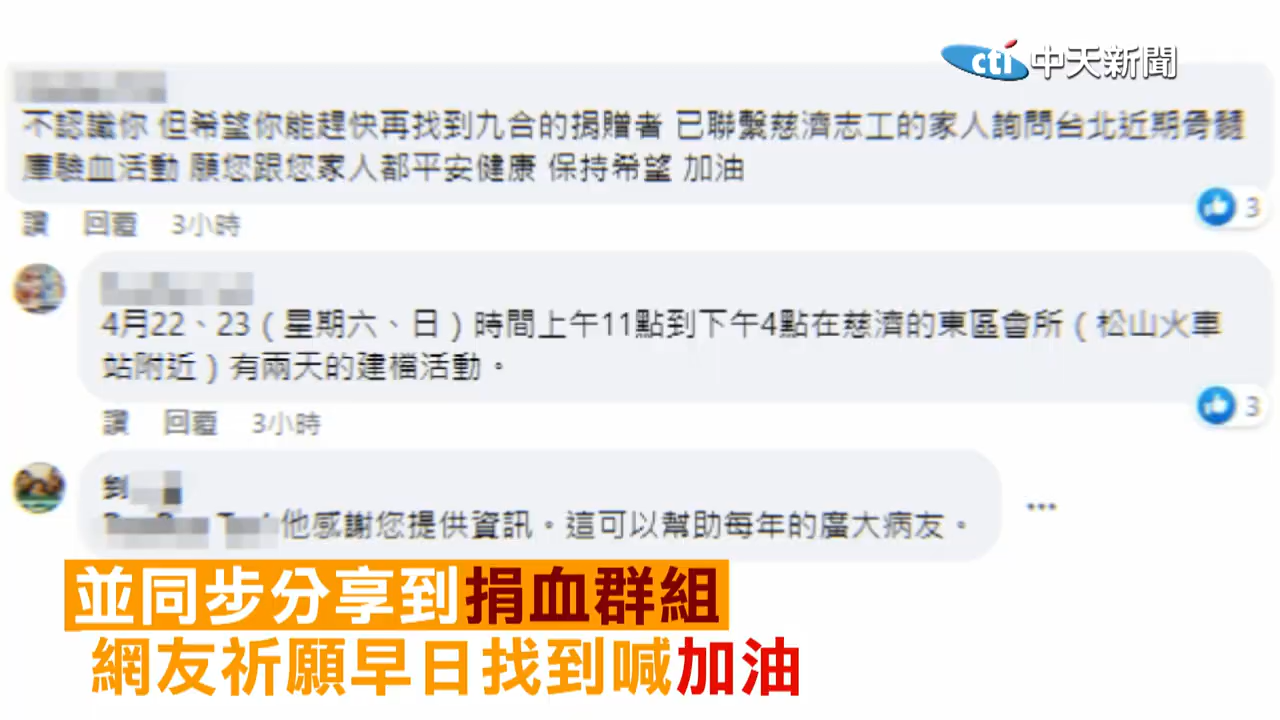 cti 中天新聞
不認識你 但希望你能趕快再找到九合的捐贈者 已聯繫慈濟志工的家人詢問台北近期骨髓
庫驗血活動 願您跟您家人都平安健康 保持希望 加油
3
讚 回覆 3小時
4月22、23（星期六、日）時間上午11點到下午4點在慈濟的東區會所（松山火車
站附近）有兩天的建檔活動。
3
讚 回覆 3小時
劉
他感謝您提供資訊。這可以幫助每年的廣大病友。
並同步分享到捐血群組
網友祈願早日找到喊加油